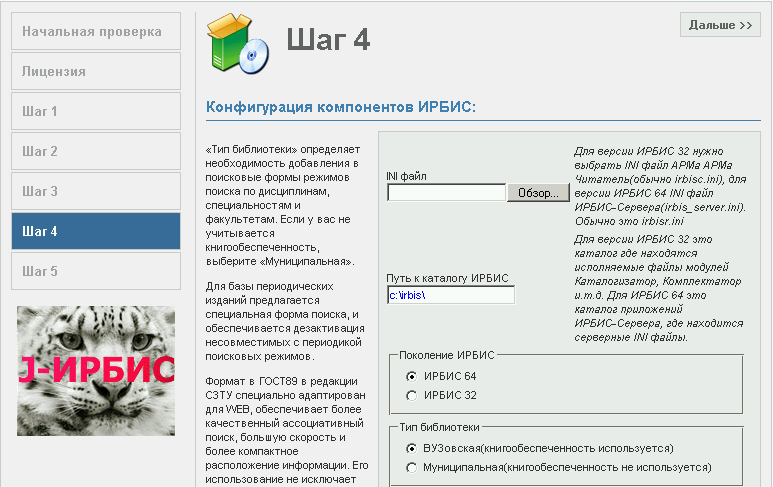 Начальная проверка
Лицензия
Шаг 1
Шаг 2
Шаг 3
Шаг 4
Шаг 5
J-ИРБИС
Шаг 4
Дальше >>
Конфигурация компонентов ИРБИС:
«Тип библиотеки» определяет
необходимость добавления в
поисковые формы режимов
поиска по дисциплинам,
специальностям и
факультетам. Если у вас не
учитывается
книгообеспеченность,
выберите «Муниципальная».
Для базы периодических
изданий предлагается
специальная форма поиска, и
обеспечивается дезактивация
несовместимых с периодикой
поисковых режимов.
Формат в ГОСТ89 в редакции
СЗТУ специально адаптирован
для WEB, обеспечивает более
качественный ассоциативный
поиск, большую скорость и
более компактное
расположение информации. Его
использование не исключает
INI файл
Обзор...
Для версии ИРБИС 32 нужно
выбрать INI файл АРМа АРМа
Читатель(обычно irbisc.ini), для
версии ИРБИС 64 INI файл
ИРБИС-Сервера(irbis_server.ini).
Обычно это irbisr.ini
Путь к каталогу ИРБИС
c:\irbis\
Для версии ИРБИС 32 это
каталог где находятся
исполняемые файлы модулей
Каталогизатор, Комплектатор
и.т.д. Для ИРБИС 64 это
каталог приложений
ИРБИС-Сервера, где находится
серверные INI файлы.
Поколение ИРБИС
ИРБИС 64
ИРБИС 32
Тип библиотеки
ВУЗовская(книгообеспеченность используется)
Муниципальная(книгообеспеченность не используется)